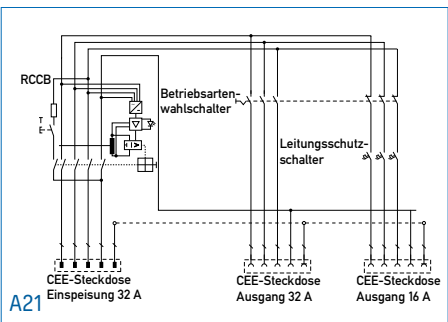 RCCB
T
Betriebsarten-
wahlschalter
Leitungsschutz-
schalter
CEE-Steckdose
Einspeisung 32 A
CEE-Steckdose
Ausgang 32 A
CEE-Steckdose
Ausgang 16 A
A21